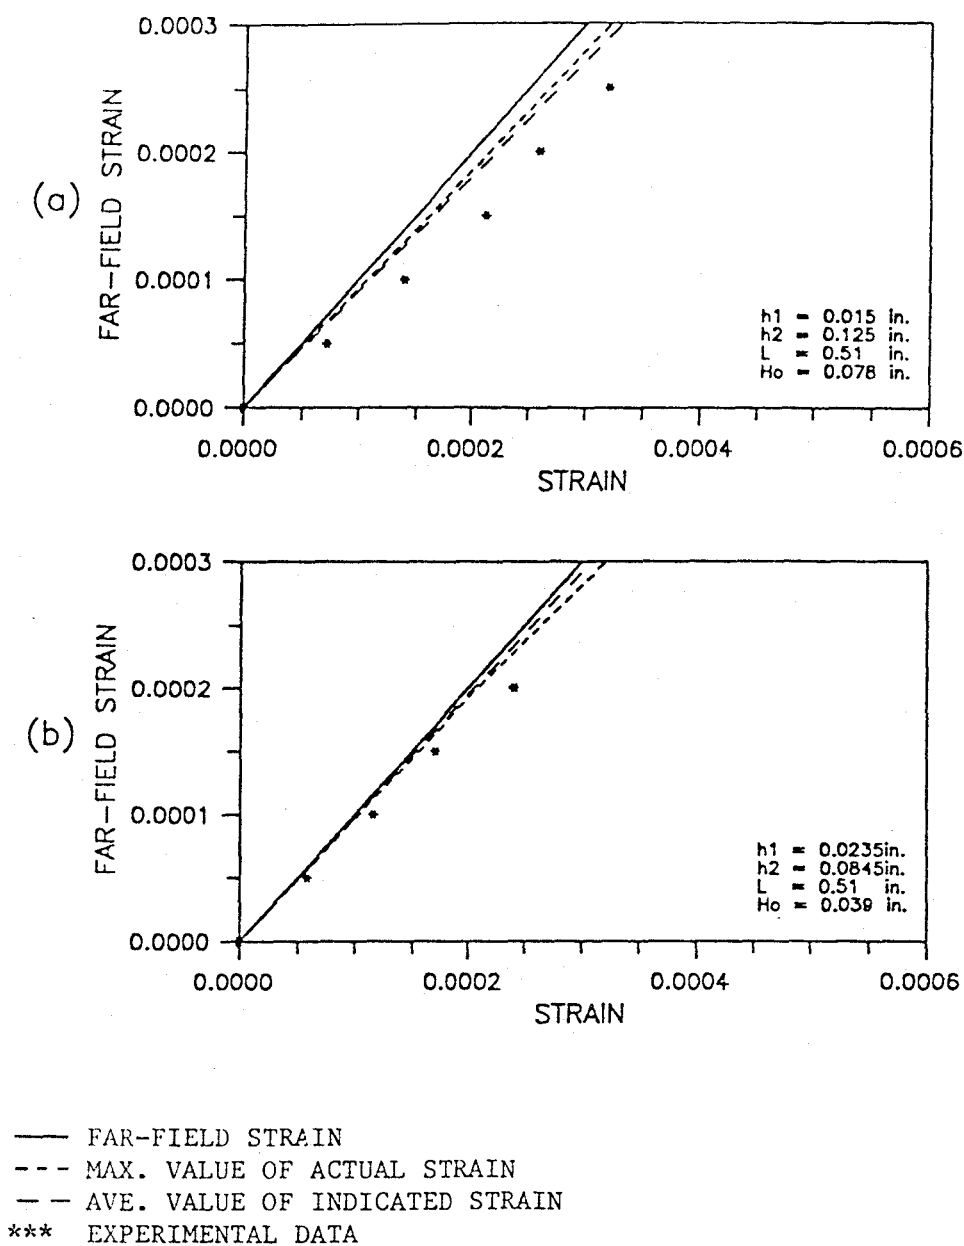 (a)
FAR-FIELD STRAIN
0.0003
0.0002
0.0001
0.0000
h1 = 0.015 in.
h2 = 0.125 in.
L = 0.51 in.
Ho = 0.078 in.
0.0000 0.0002 0.0004 0.0006
STRAIN
(b)
FAR-FIELD STRAIN
0.0003
0.0002
0.0001
0.0000
h1 = 0.0235in.
h2 = 0.0845in.
L = 0.51 in.
Ho = 0.039 in.
0.0000 0.0002 0.0004 0.0006
STRAIN
FAR-FIELD STRAIN
MAX. VALUE OF ACTUAL STRAIN
AVE. VALUE OF INDICATED STRAIN
*** EXPERIMENTAL DATA